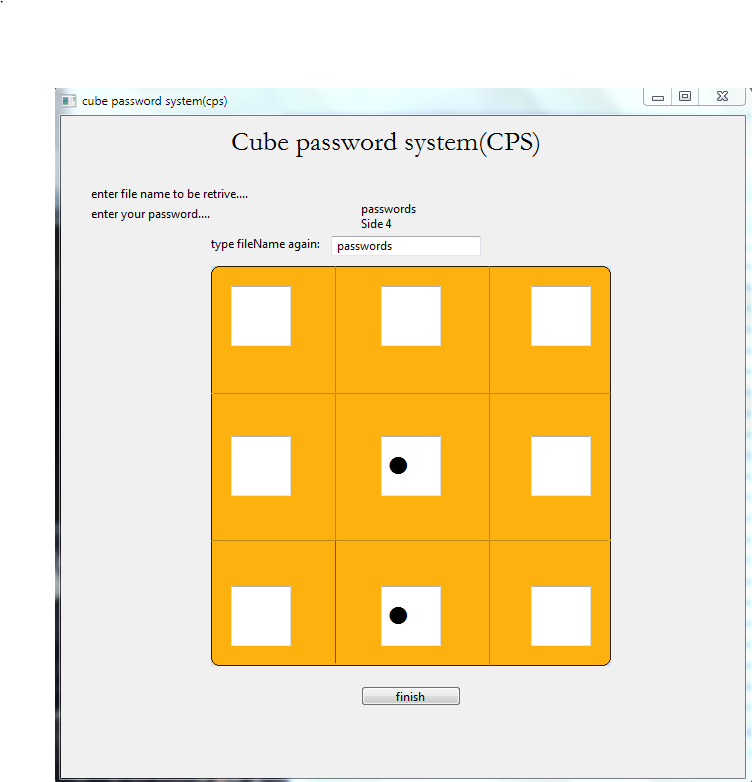 cube password system(cps)
Cube password system(CPS)
enter file name to be retrive....
enter your password....
passwords
Side 4
type fileName again:
passwords
finish